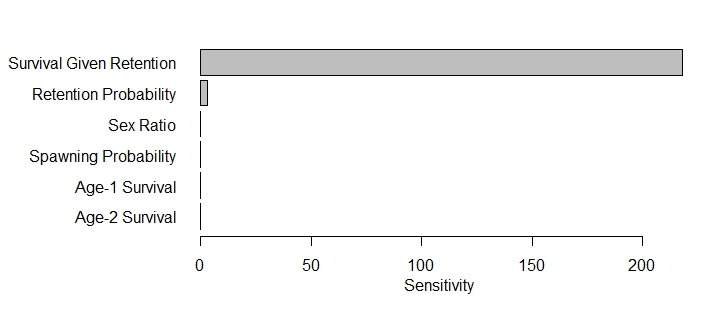 Survival Given Retention
Retention Probability
Sex Ratio
Spawning Probability
Age-1 Survival
Age-2 Survival
0 50 100 150 200
Sensitivity